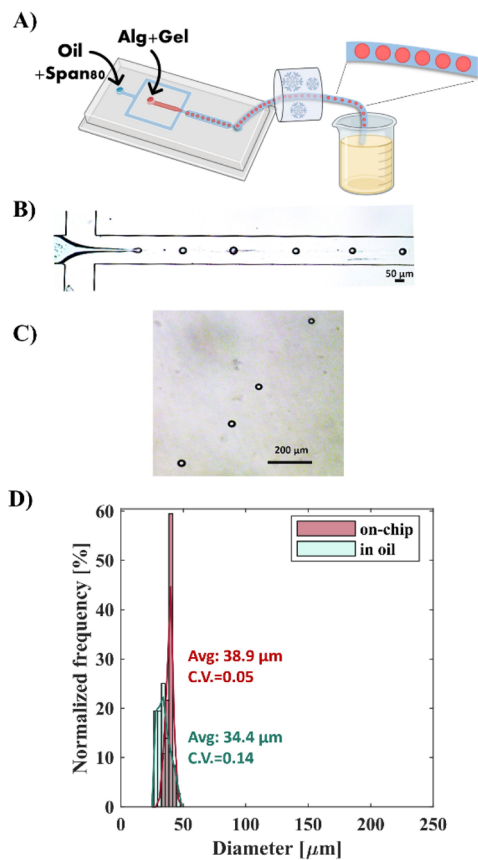 A)
Oil
+Span80
Alg+Gel
B)
50 μm
C)
200 μm
D)
Normalized frequency [%]
60
50
40
30
20
10
0
on-chip
in oil
Avg: 38.9 μm
C.V.=0.05
Avg: 34.4 μm
C.V.=0.14
0 50 100 150 200 250
Diameter [μm]